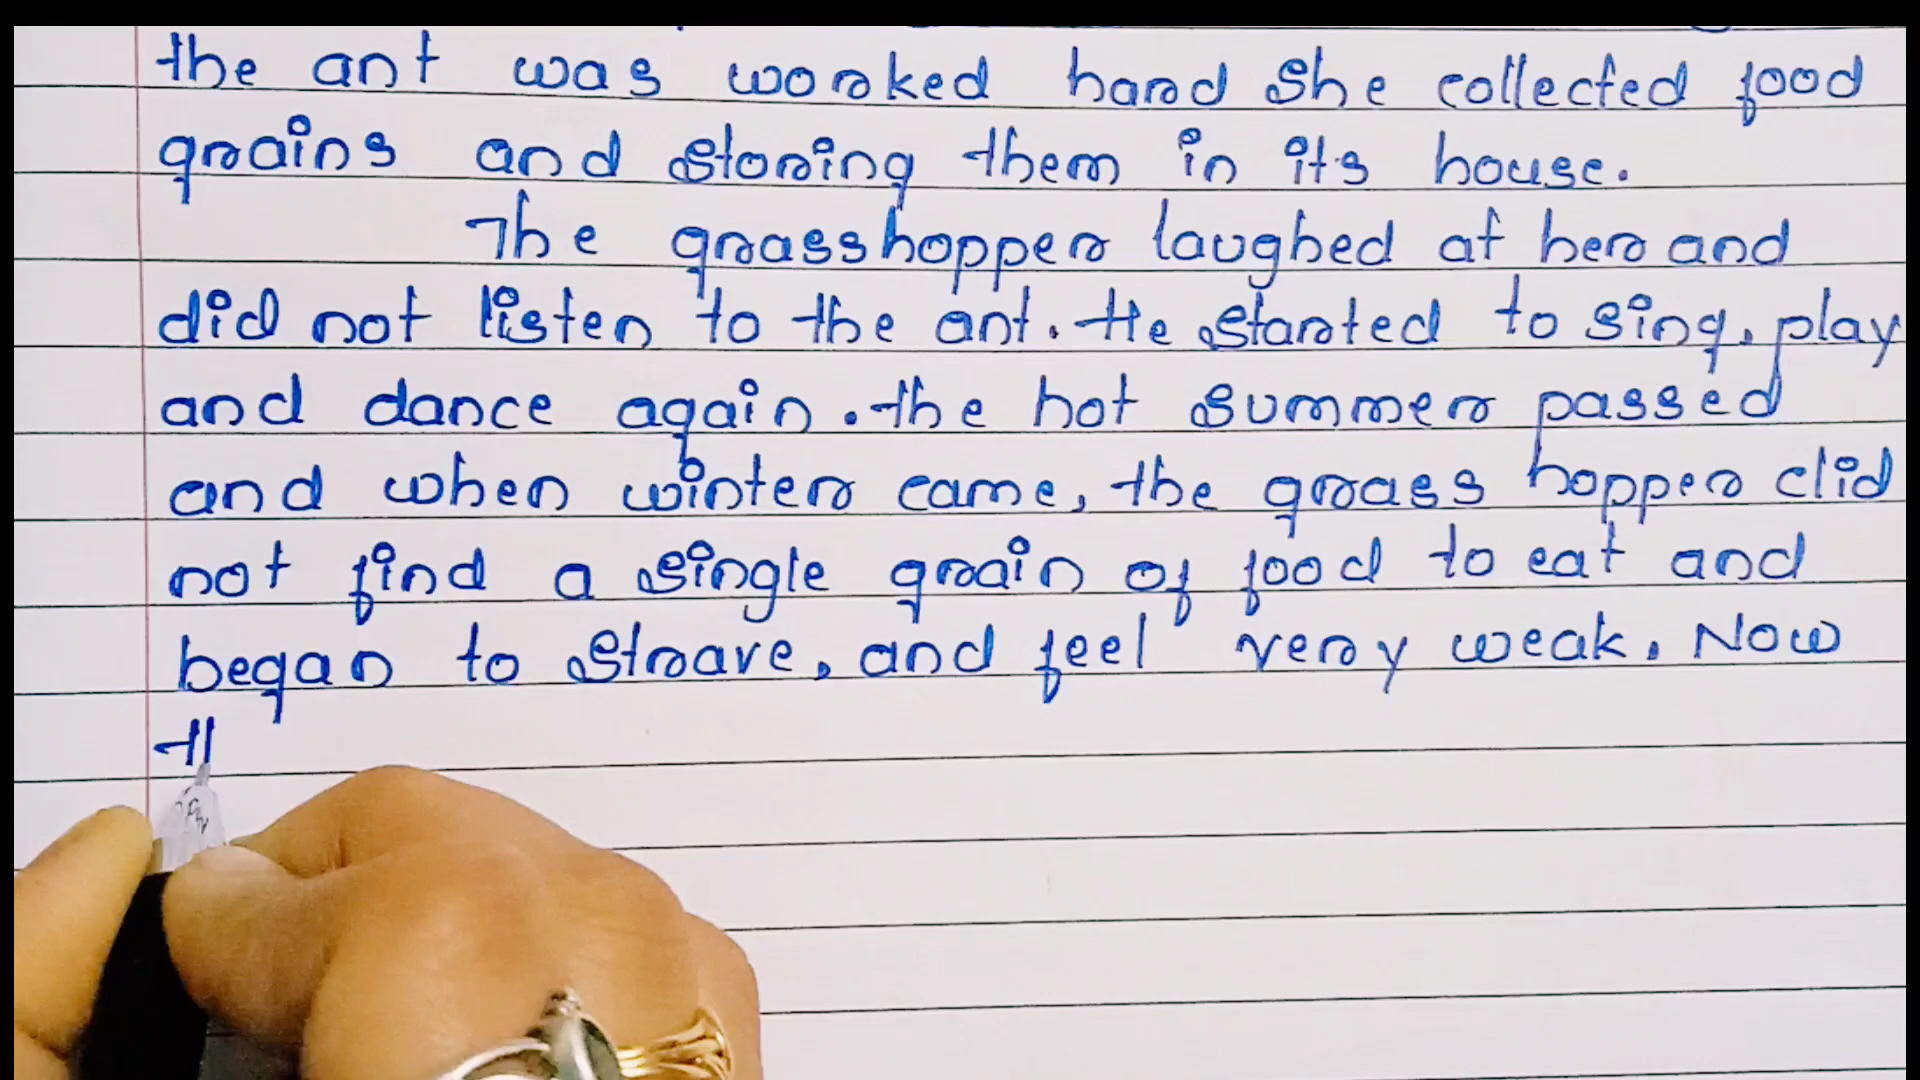 the ant was worked hard She collected food
grains and storing them in its house.
The grasshopper laughed at her and
did not listen to the ant. He started to sing, play
and dance again. the hot summer passed
and when winter came, the grass hopper did
not find a single grain of food to eat and
began to strave, and feel very weak. Now